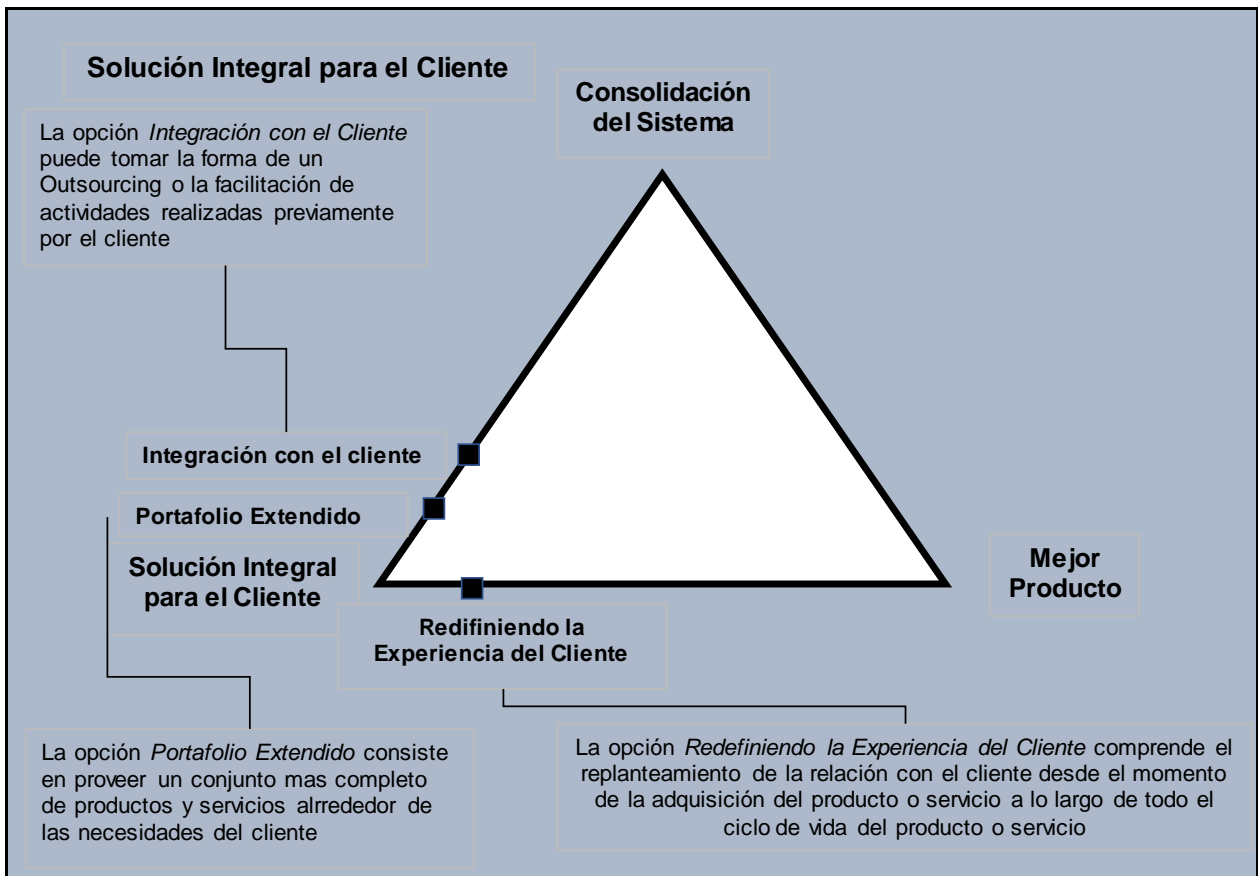 Solución Integral para el Cliente
Consolidación
del Sistema
La opción Integración con el Cliente
puede tomar la forma de un
Outsourcing o la facilitación de
actividades realizadas previamente
por el cliente
Integración con el cliente
Portafolio Extendido
Solución Integral
para el Cliente
Mejor
Producto
Redifiniendo la
Experiencia del Cliente
La opción Portafolio Extendido consiste
en proveer un conjunto mas completo
de productos y servicios alrrededor de
las necesidades del cliente
La opción Redefiniendo la Experiencia del Cliente comprende el
replanteamiento de la relación con el cliente desde el momento
de la adquisición del producto o servicio a lo largo de todo el
ciclo de vida del producto o servicio